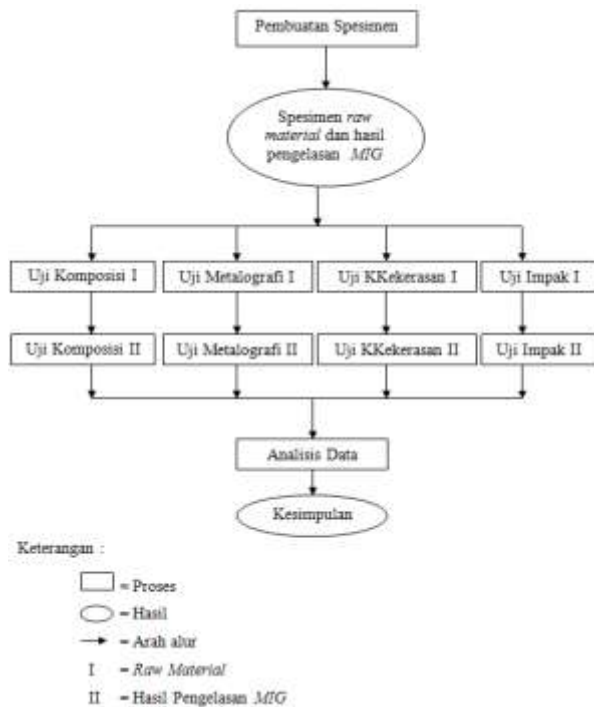 Pembuatan Spesimen
Spesimen raw
material dan hasil
pengelasan MIG
Uji Komposisi I
Uji Metalografi I
Uji KKekerasan I
Uji Impak I
Uji Komposisi II
Uji Metalografi II
Uji KKekerasan II
Uji Impak II
Analisis Data
Kesimpulan
Keterangan :
= Proses
= Hasil
= Arah alur
I = Raw Material
II = Hasil Pengelasan MIG